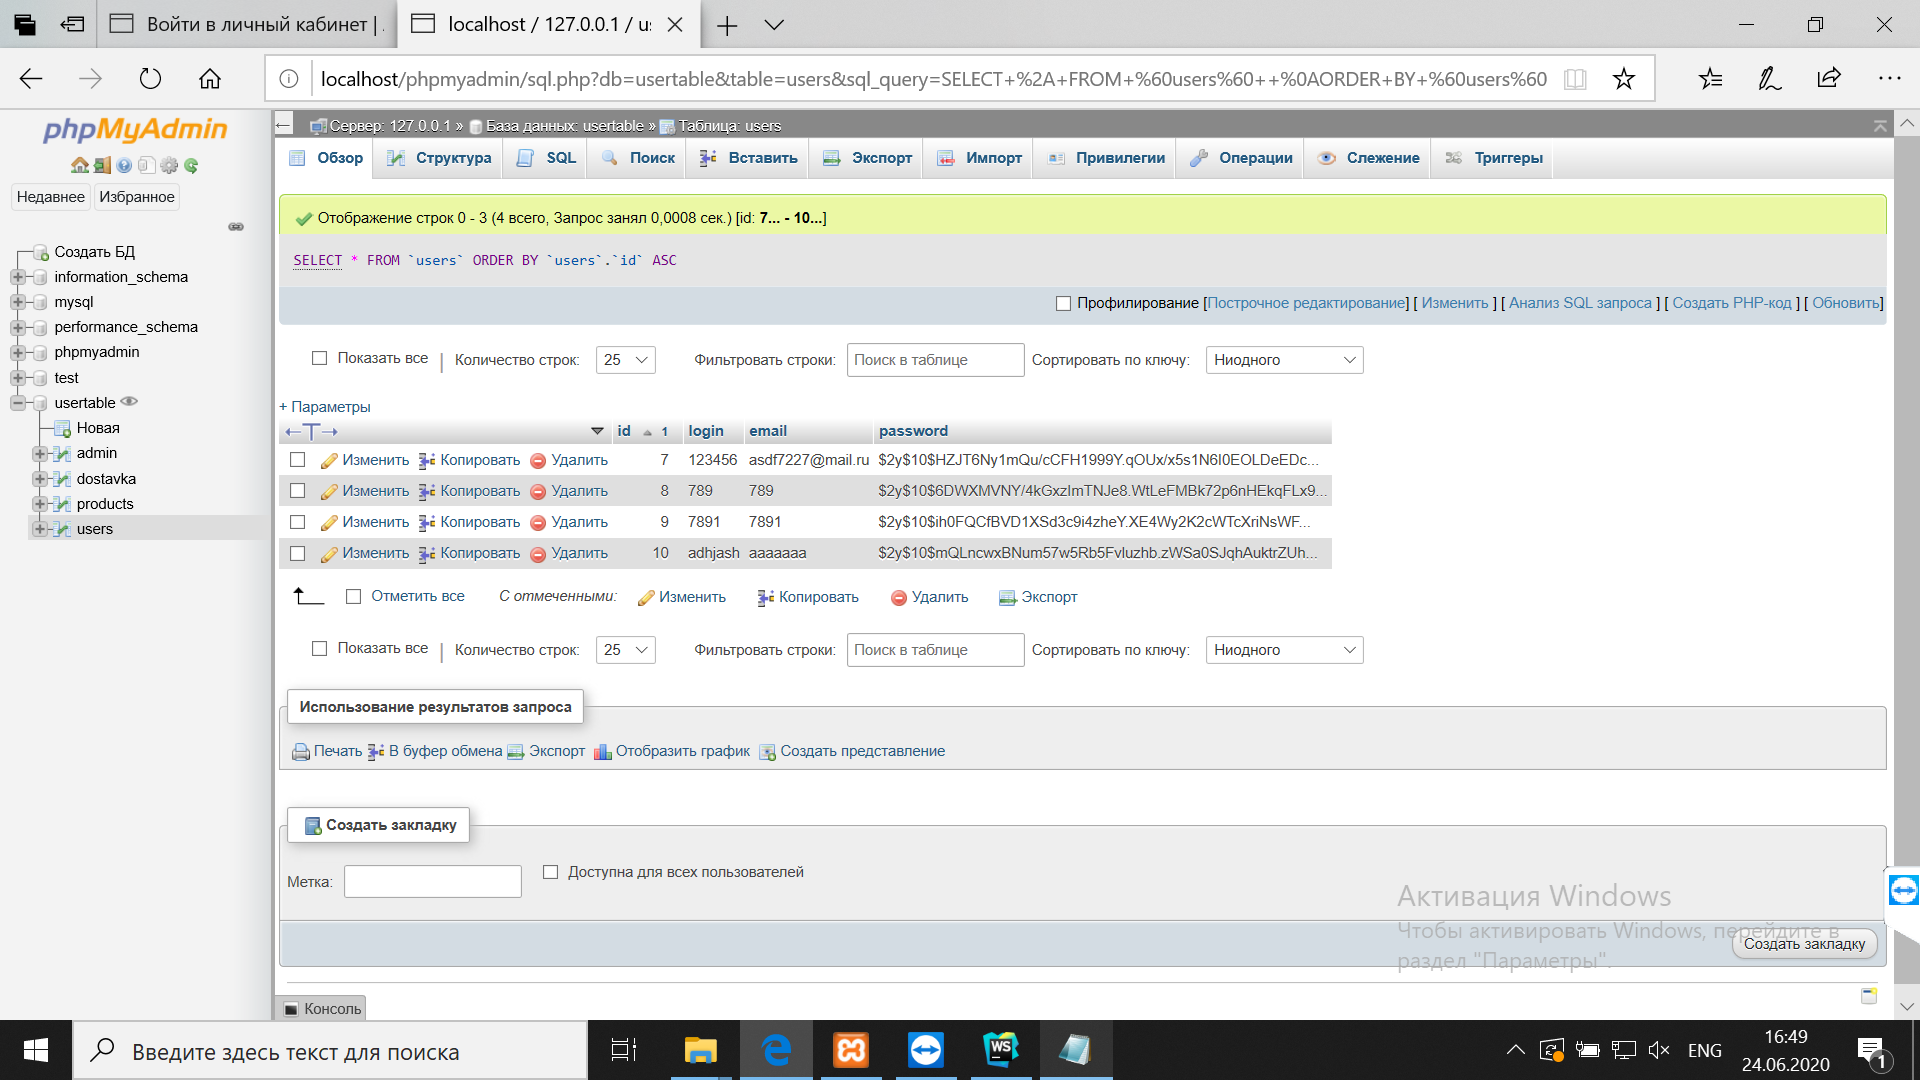 Войти в личный кабинет | .
localhost / 127.0.0.1 / u
localhost/phpmyadmin/sql.php?db=usertable&table=users&sql_query=SELECT+%2A+FROM+%60users%60++%0AORDER+BY+%60users%60
phpMyAdmin
Недавнее Избранное
Создать БД
information_schema
mysql
performance_schema
phpmyadmin
test
usertable
Новая
admin
dostavka
products
users
Сервер: 127.0.0.1 » База данных: usertable » Таблица: users
Обзор Структура SQL Поиск Вставить Экспорт Импорт Привилегии Операции Слежение Триггеры
Отображение строк 0 - 3 (4 всего, Запрос занял 0,0008 сек.) [id: 7... - 10...]
SELECT * FROM `users` ORDER BY `users`.`id` ASC
Профилирование [Построчное редактирование] [ Изменить ] [ Анализ SQL запроса ] [ Создать PHP-код ] [ Обновить]
Показать все | Количество строк: 25 Фильтровать строки: Поиск в таблице Сортировать по ключу: Ниодного
+ Параметры
←T→ id 1 login email password
Изменить Копировать Удалить 7 123456 asdf7227@mail.ru $2y$10$HZJT6Ny1mQu/cCFH1999Y.qOUx/x5s1N6I0EOLDeEDc...
Изменить Копировать Удалить 8 789 789 $2y$10$6DWXMVNY/4kGxzImTNJe8.WtLeFMBk72p6nHEkqFLx9...
Изменить Копировать Удалить 9 7891 7891 $2y$10$ih0FQCfBVD1XSd3c9i4zheY.XE4Wy2K2cWTcXriNsWF...
Изменить Копировать Удалить 10 adhjash aaaaaaa $2y$10$mQLncwxBNum57w5Rb5Fvluzhb.zWSa0SJqhAuktrZUh...
Отметить все С отмеченными: Изменить Копировать Удалить Экспорт
Показать все | Количество строк: 25 Фильтровать строки: Поиск в таблице Сортировать по ключу: Ниодного
Использование результатов запроса
Печать В буфер обмена Экспорт Отобразить график Создать представление
Создать закладку
Метка: Доступна для всех пользователей
Активация Windows
Чтобы активировать Windows, перейдите в
раздел "Параметры".
Создать закладку
Консоль
Введите здесь текст для поиска
WS
ENG
16:49
24.06.2020
1